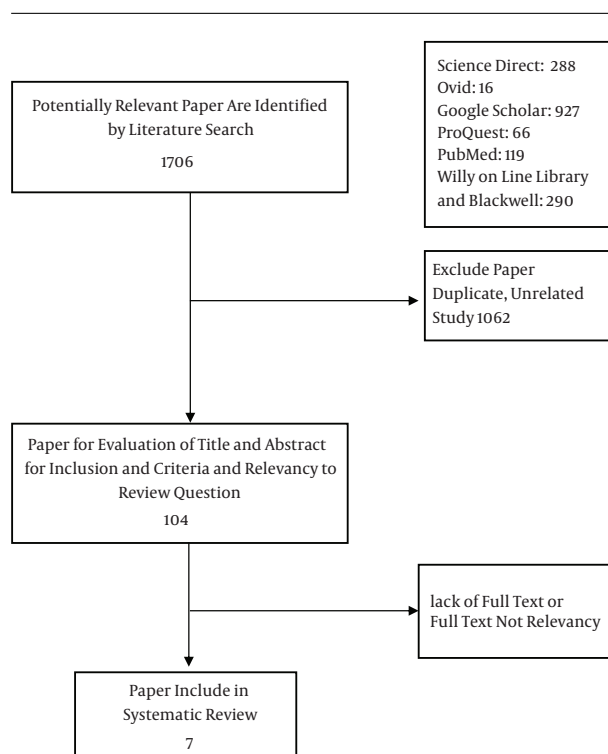 Potentially Relevant Paper Are Identified
by Literature Search
1706
Science Direct: 288
Ovid: 16
Google Scholar: 927
ProQuest: 66
PubMed: 119
Willy on Line Library
and Blackwell: 290
Exclude Paper
Duplicate, Unrelated
Study 1062
Paper for Evaluation of Title and Abstract
for Inclusion and Criteria and Relevancy to
Review Question
104
lack of Full Text or
Full Text Not Relevancy
Paper Include in
Systematic Review
7